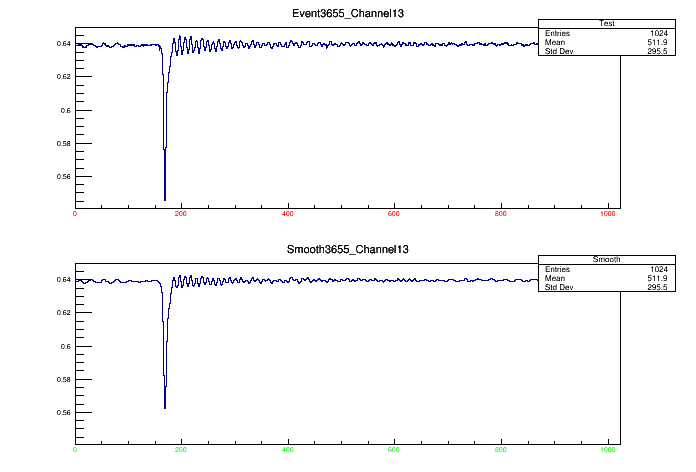 Event3655_Channel13
Test
Entries 1024
Mean 511.9
Std Dev 295.5
0.64
0.62
0.6
0.58
0.56
0 200 400 600 800 1000
Smooth3655_Channel13
Smooth
Entries 1024
Mean 511.9
Std Dev 295.5
0.64
0.62
0.6
0.58
0.56
0 200 400 600 800 1000